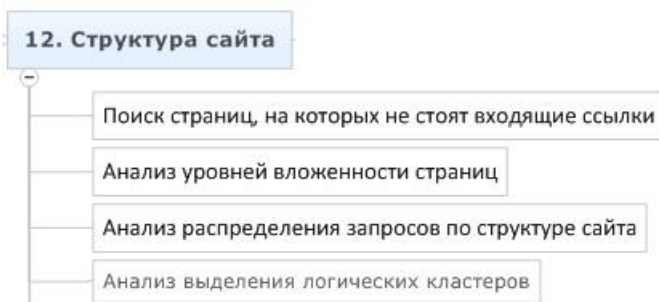 12. Структура сайта
Поиск страниц, на которых не стоят входящие ссылки
Анализ уровней вложенности страниц
Анализ распределения запросов по структуре сайта
Анализ выделения логических кластеров